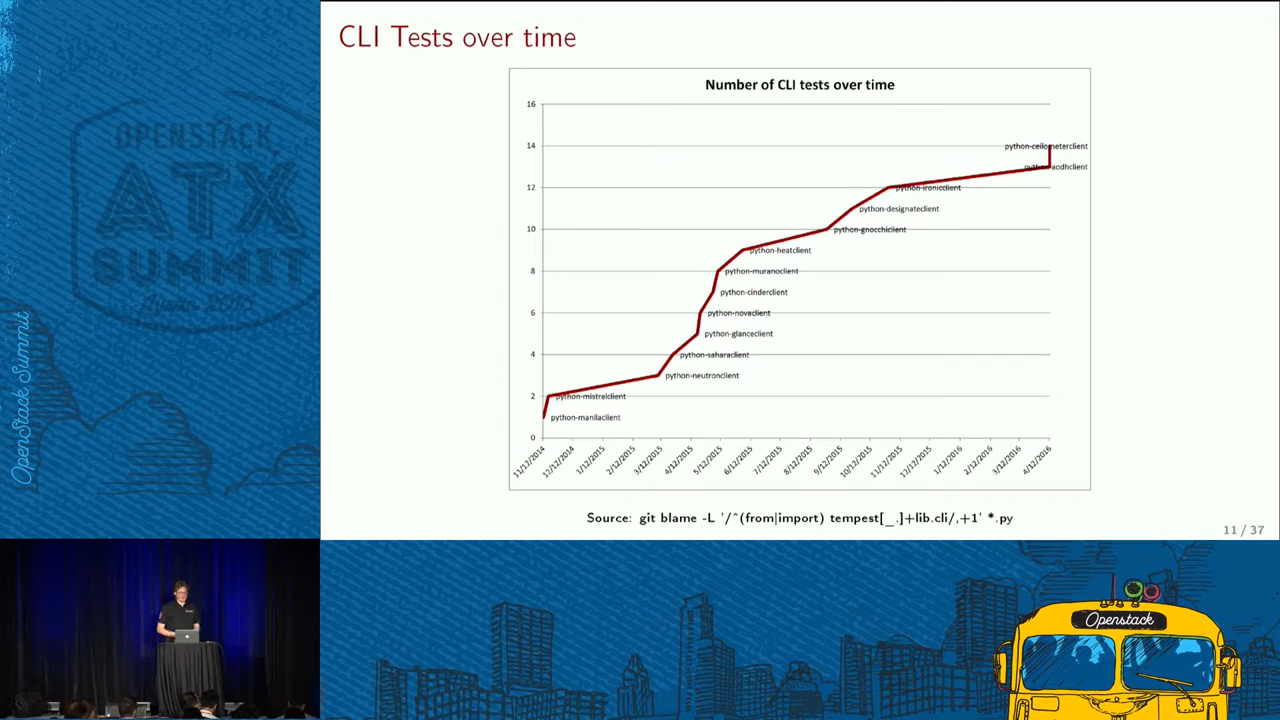 CLI Tests over time
Number of CLI tests over time
16
14
12
10
8
6
4
2
0
python-ceilometerclient
python-aodhclient
python-ironicclient
python-designateclient
python-gnocchiclient
python-heatclient
python-muranoclient
python-cinderclient
python-novaclient
python-glanceclient
python-saharaclient
python-neutronclient
python-mistralclient
python-manilaclient
11/12/2014
12/12/2014
1/12/2015
2/12/2015
3/12/2015
4/12/2015
5/12/2015
6/12/2015
7/12/2015
8/12/2015
9/12/2015
10/12/2015
11/12/2015
12/12/2015
1/12/2016
2/12/2016
3/12/2016
4/12/2016
Source: git blame -L '/^(from|import) tempest[_.]+lib.cli/,+1' *.py
11 / 37
OPENSTACK
ATX
SUMMIT
OpenStack Summit
Openstack